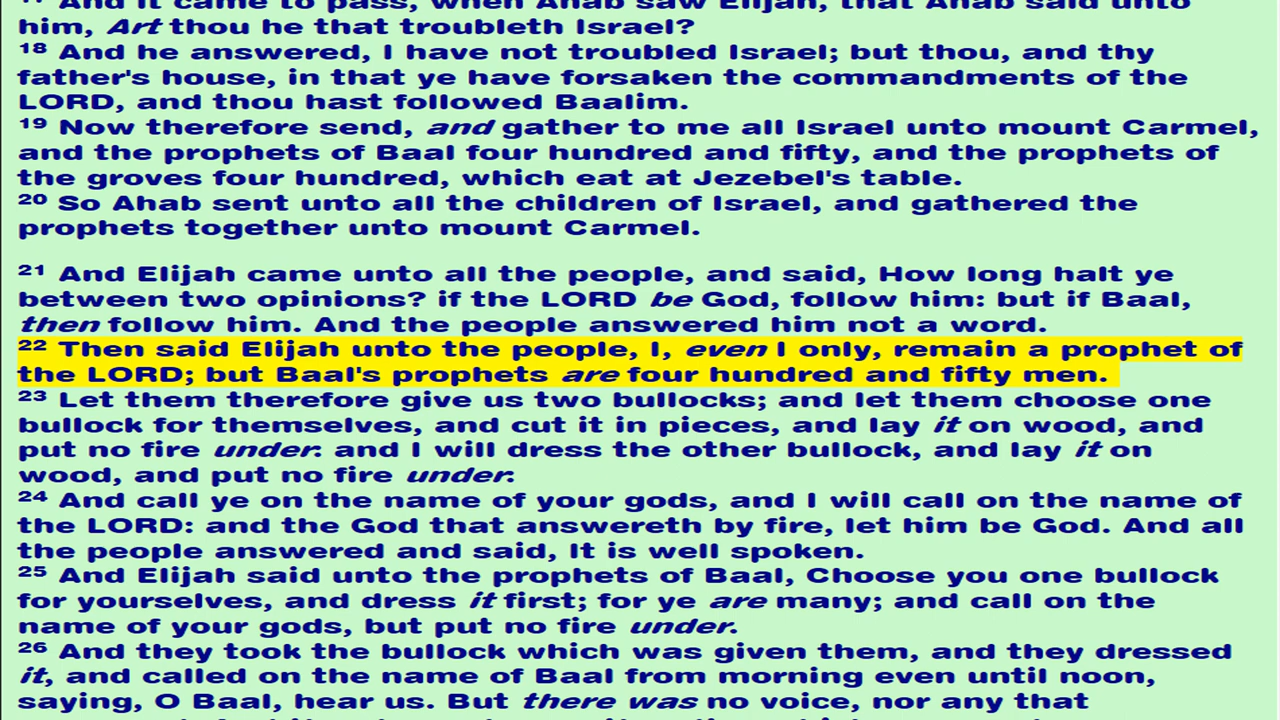 17 And it came to pass, when Ahab saw Elijah, that Ahab said unto
him, Art thou he that troubleth Israel?
18 And he answered, I have not troubled Israel; but thou, and thy
father's house, in that ye have forsaken the commandments of the
LORD, and thou hast followed Baalim.
19 Now therefore send, and gather to me all Israel unto mount Carmel,
and the prophets of Baal four hundred and fifty, and the prophets of
the groves four hundred, which eat at Jezebel's table.
20 So Ahab sent unto all the children of Israel, and gathered the
prophets together unto mount Carmel.
21 And Elijah came unto all the people, and said, How long halt ye
between two opinions? if the LORD be God, follow him: but if Baal,
then follow him. And the people answered him not a word.
22 Then said Elijah unto the people, I, even I only, remain a prophet of
the LORD; but Baal's prophets are four hundred and fifty men.
23 Let them therefore give us two bullocks; and let them choose one
bullock for themselves, and cut it in pieces, and lay it on wood, and
put no fire under: and I will dress the other bullock, and lay it on
wood, and put no fire under:
24 And call ye on the name of your gods, and I will call on the name of
the LORD: and the God that answereth by fire, let him be God. And all
the people answered and said, It is well spoken.
25 And Elijah said unto the prophets of Baal, Choose you one bullock
for yourselves, and dress it first; for ye are many; and call on the
name of your gods, but put no fire under.
26 And they took the bullock which was given them, and they dressed
it, and called on the name of Baal from morning even until noon,
saying, O Baal, hear us. But there was no voice, nor any that